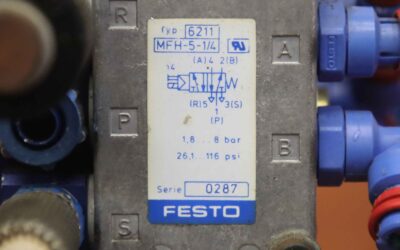 R
Typ 6211
MFH-5-1/4
A
(A)4 2(B)
14
(R)5 3(S)
1
(P)
P
1,8... 8 bar
26,1... 116 psi
B
Serie 0287
FESTO
S